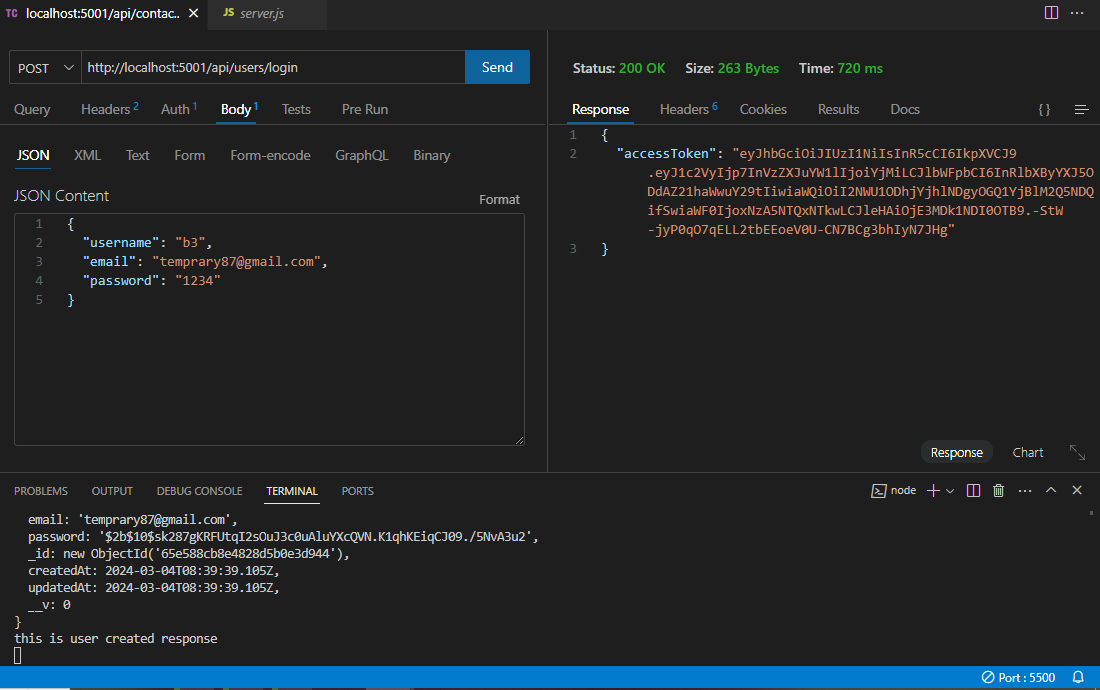 TC localhost:5001/api/contac.. × JS server.js ...
POST http://localhost:5001/api/users/login Send
Status: 200 OK Size: 263 Bytes Time: 720 ms
Query Headers 2 Auth 1 Body 1 Tests Pre Run
Response Headers 6 Cookies Results Docs { }
JSON XML Text Form Form-encode GraphQL Binary
JSON Content
Format
1 {
2 "username": "b3",
3 "email": "temprary87@gmail.com",
4 "password": "1234"
5 }
1 {
2 "accessToken": "eyJhbGciOiJIUzI1NiIsInR5cCI6IkpXVCJ9
.eyJ1c2VyIjp7InVzZXJuYW1lIjoiYjMiLCJlbWFpbCI6InRlbXByYXJ5O
DdAZ21haWwuY29tIiwiaWQiOiI2NWU1ODhjYjhlNDgyOGQ1YjBlM2Q5NDQ
ifSwiaWF0IjoxNzA5NTQxNTkwLCJleHAiOjE3MDk1NDI0OTB9.-StW
-jyP0qO7qELL2tbEEoeV0U-CN7BCg3bhIyN7JHg"
3 }
Response Chart
PROBLEMS OUTPUT DEBUG CONSOLE TERMINAL PORTS
node
email: 'temprary87@gmail.com',
password: '$2b$10$sk287gKRFUtqI2sOuJ3c0uAluYXcQVN.K1qhKEiqCJ09./5NvA3u2',
_id: new ObjectId('65e588cb8e4828d5b0e3d944'),
createdAt: 2024-03-04T08:39:39.105Z,
updatedAt: 2024-03-04T08:39:39.105Z,
__v: 0
}
this is user created response
Port : 5500